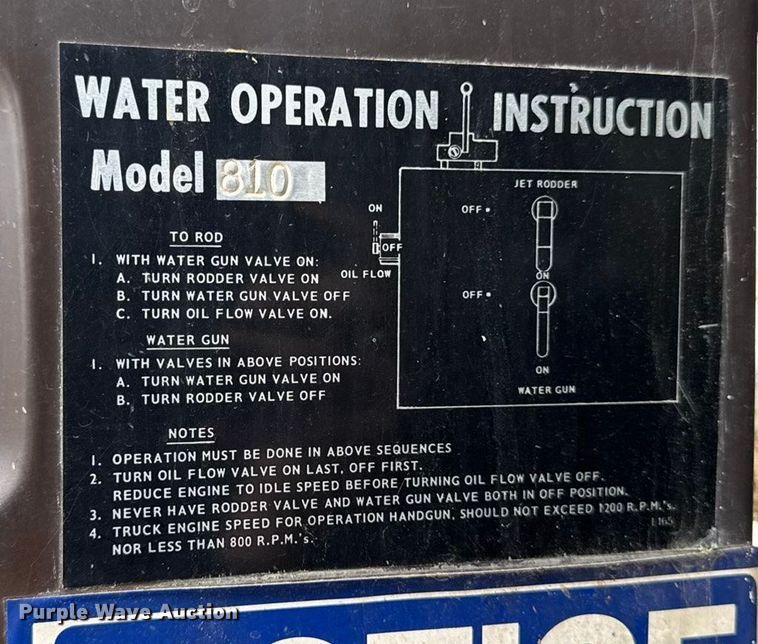 WATER OPERATION INSTRUCTION
Model 810
JET RODDER
OFF
ON
OFF
OIL FLOW
ON
OFF
ON
WATER GUN
TO ROD
1. WITH WATER GUN VALVE ON:
A. TURN RODDER VALVE ON
B. TURN WATER GUN VALVE OFF
C. TURN OIL FLOW VALVE ON.
WATER GUN
1. WITH VALVES IN ABOVE POSITIONS:
A. TURN WATER GUN VALVE ON
B. TURN RODDER VALVE OFF
NOTES
1. OPERATION MUST BE DONE IN ABOVE SEQUENCES
2. TURN OIL FLOW VALVE ON LAST, OFF FIRST.
REDUCE ENGINE TO IDLE SPEED BEFORE TURNING OIL FLOW VALVE OFF.
3. NEVER HAVE RODDER VALVE AND WATER GUN VALVE BOTH IN OFF POSITION.
4. TRUCK ENGINE SPEED FOR OPERATION HANDGUN, SHOULD NOT EXCEED 1200 R.P.M.'s.
NOR LESS THAN 800 R.P.M.'s.
1165
NOTICE
Purple Wave Auction